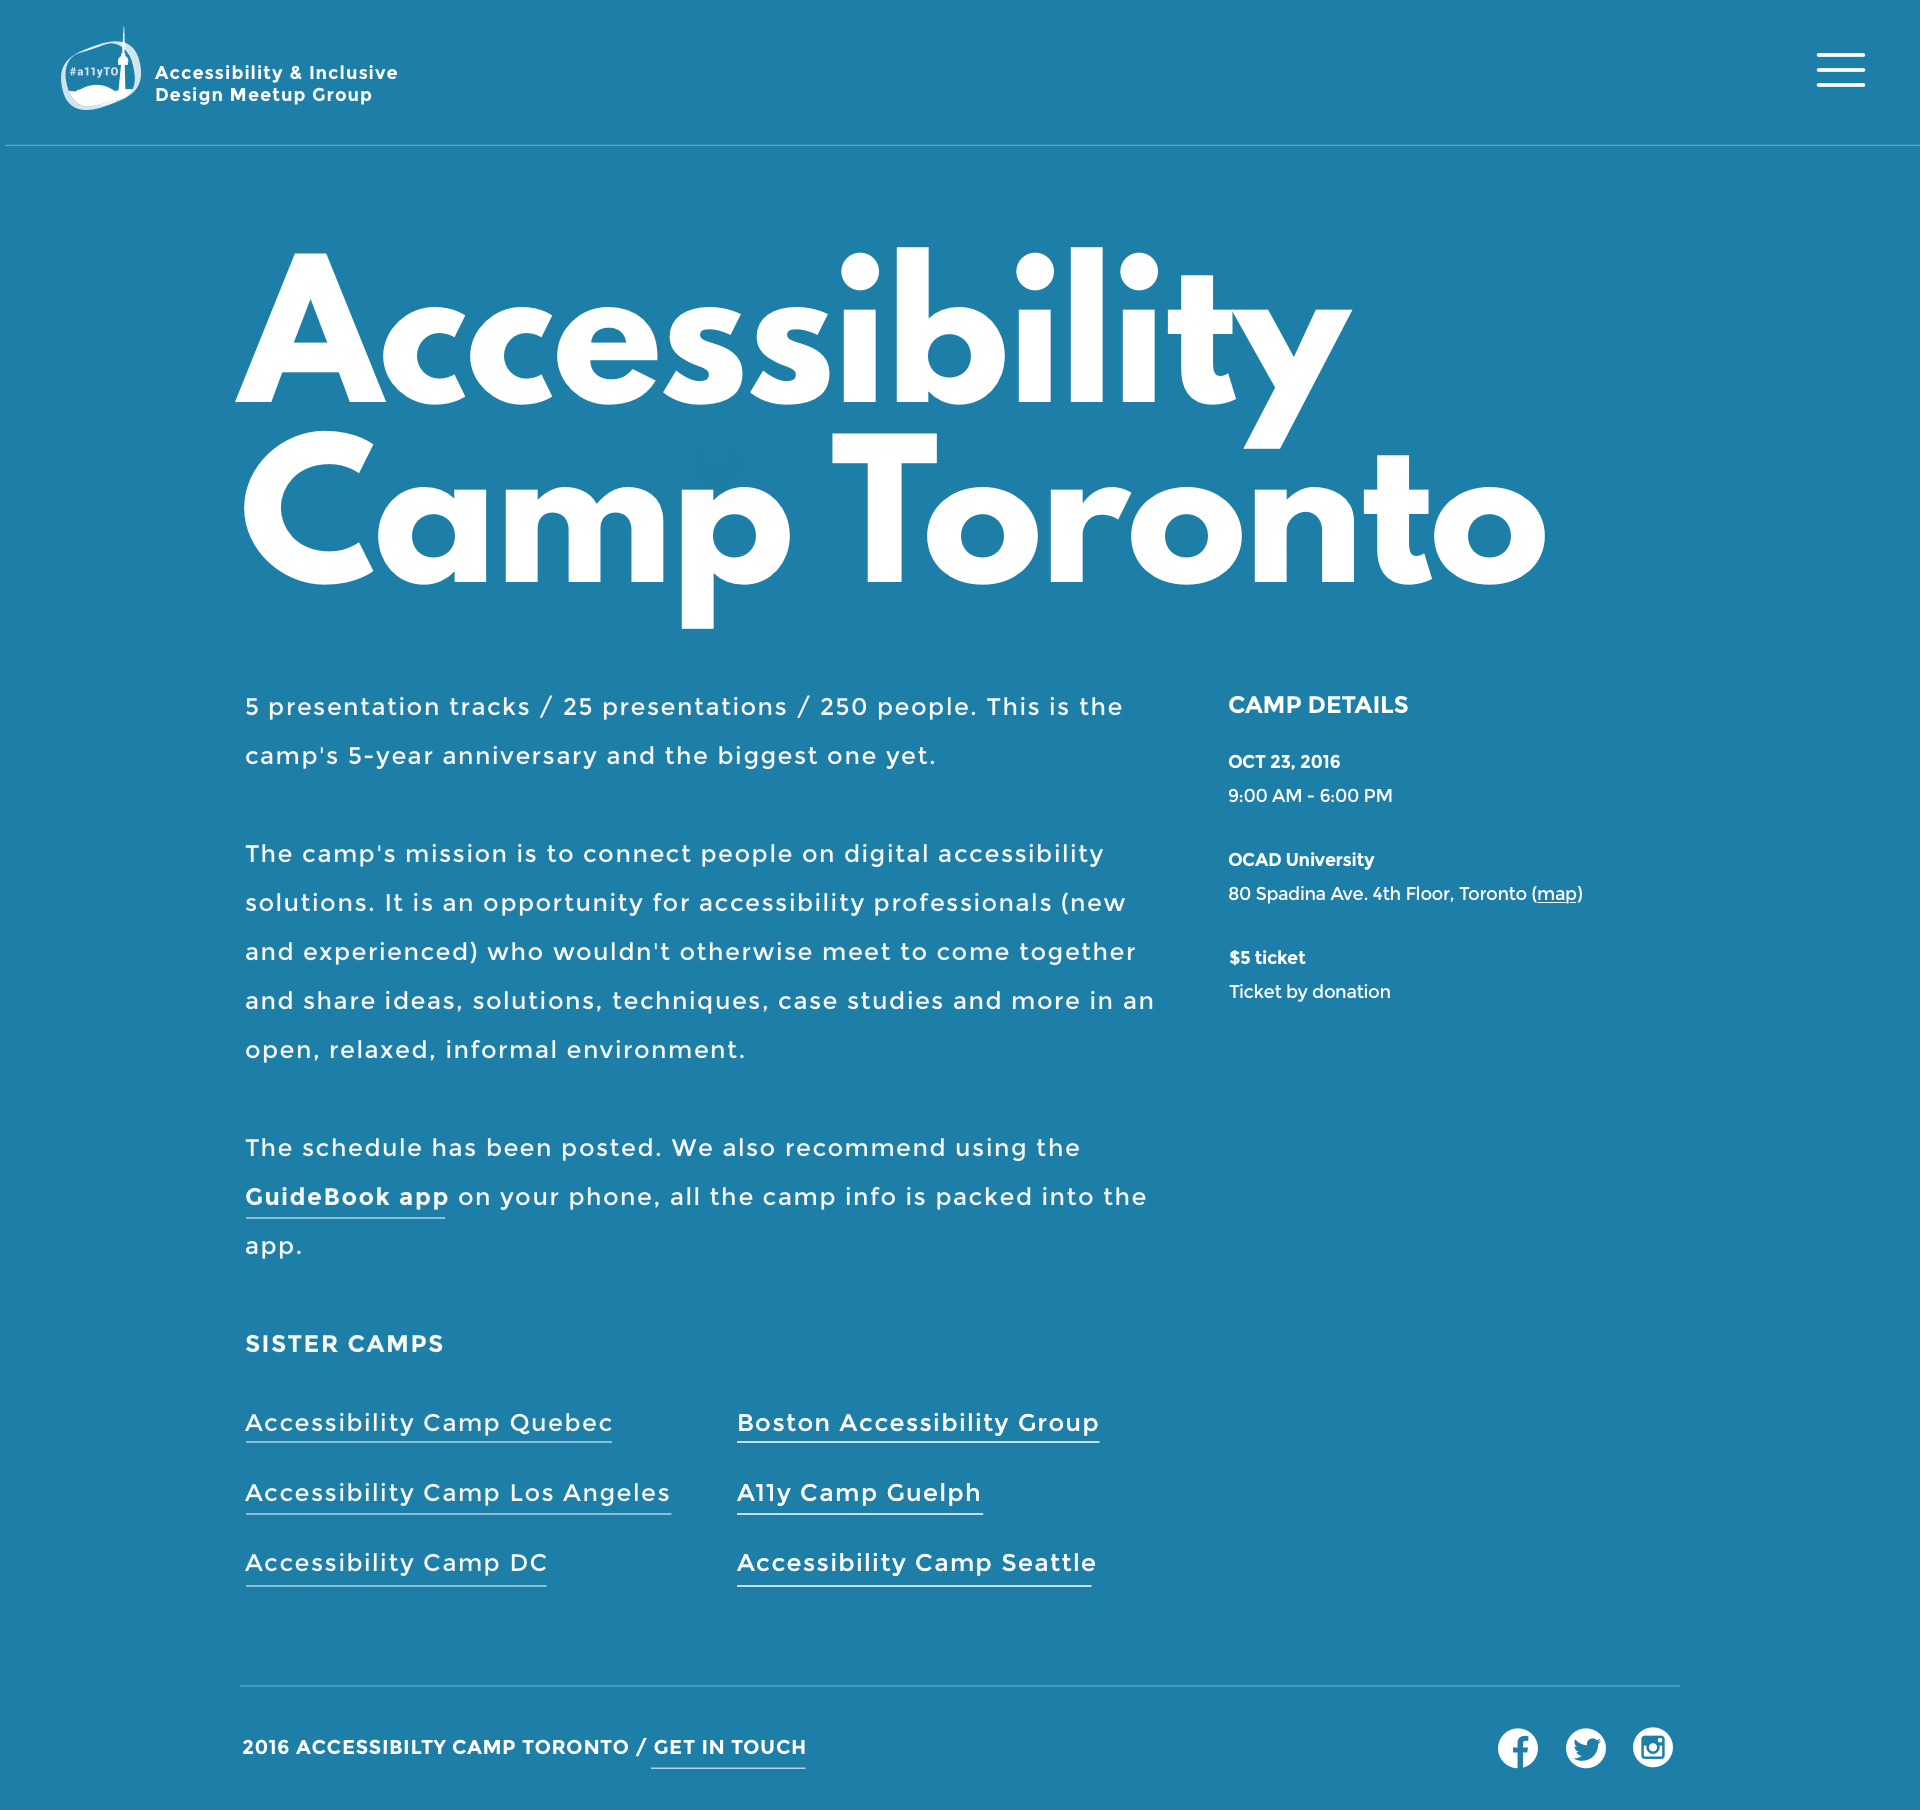 #a11yTO
Accessibility & Inclusive
Design Meetup Group
Accessibility
Camp Toronto
5 presentation tracks / 25 presentations / 250 people. This is the
camp's 5-year anniversary and the biggest one yet.
The camp's mission is to connect people on digital accessibility
solutions. It is an opportunity for accessibility professionals (new
and experienced) who wouldn't otherwise meet to come together
and share ideas, solutions, techniques, case studies and more in an
open, relaxed, informal environment.
The schedule has been posted. We also recommend using the
GuideBook app on your phone, all the camp info is packed into the
app.
CAMP DETAILS
OCT 23, 2016
9:00 AM - 6:00 PM
OCAD University
80 Spadina Ave. 4th Floor, Toronto (map)
$5 ticket
Ticket by donation
SISTER CAMPS
Accessibility Camp Quebec
Accessibility Camp Los Angeles
Accessibility Camp DC
Boston Accessibility Group
A11y Camp Guelph
Accessibility Camp Seattle
2016 ACCESSIBILTY CAMP TORONTO / GET IN TOUCH